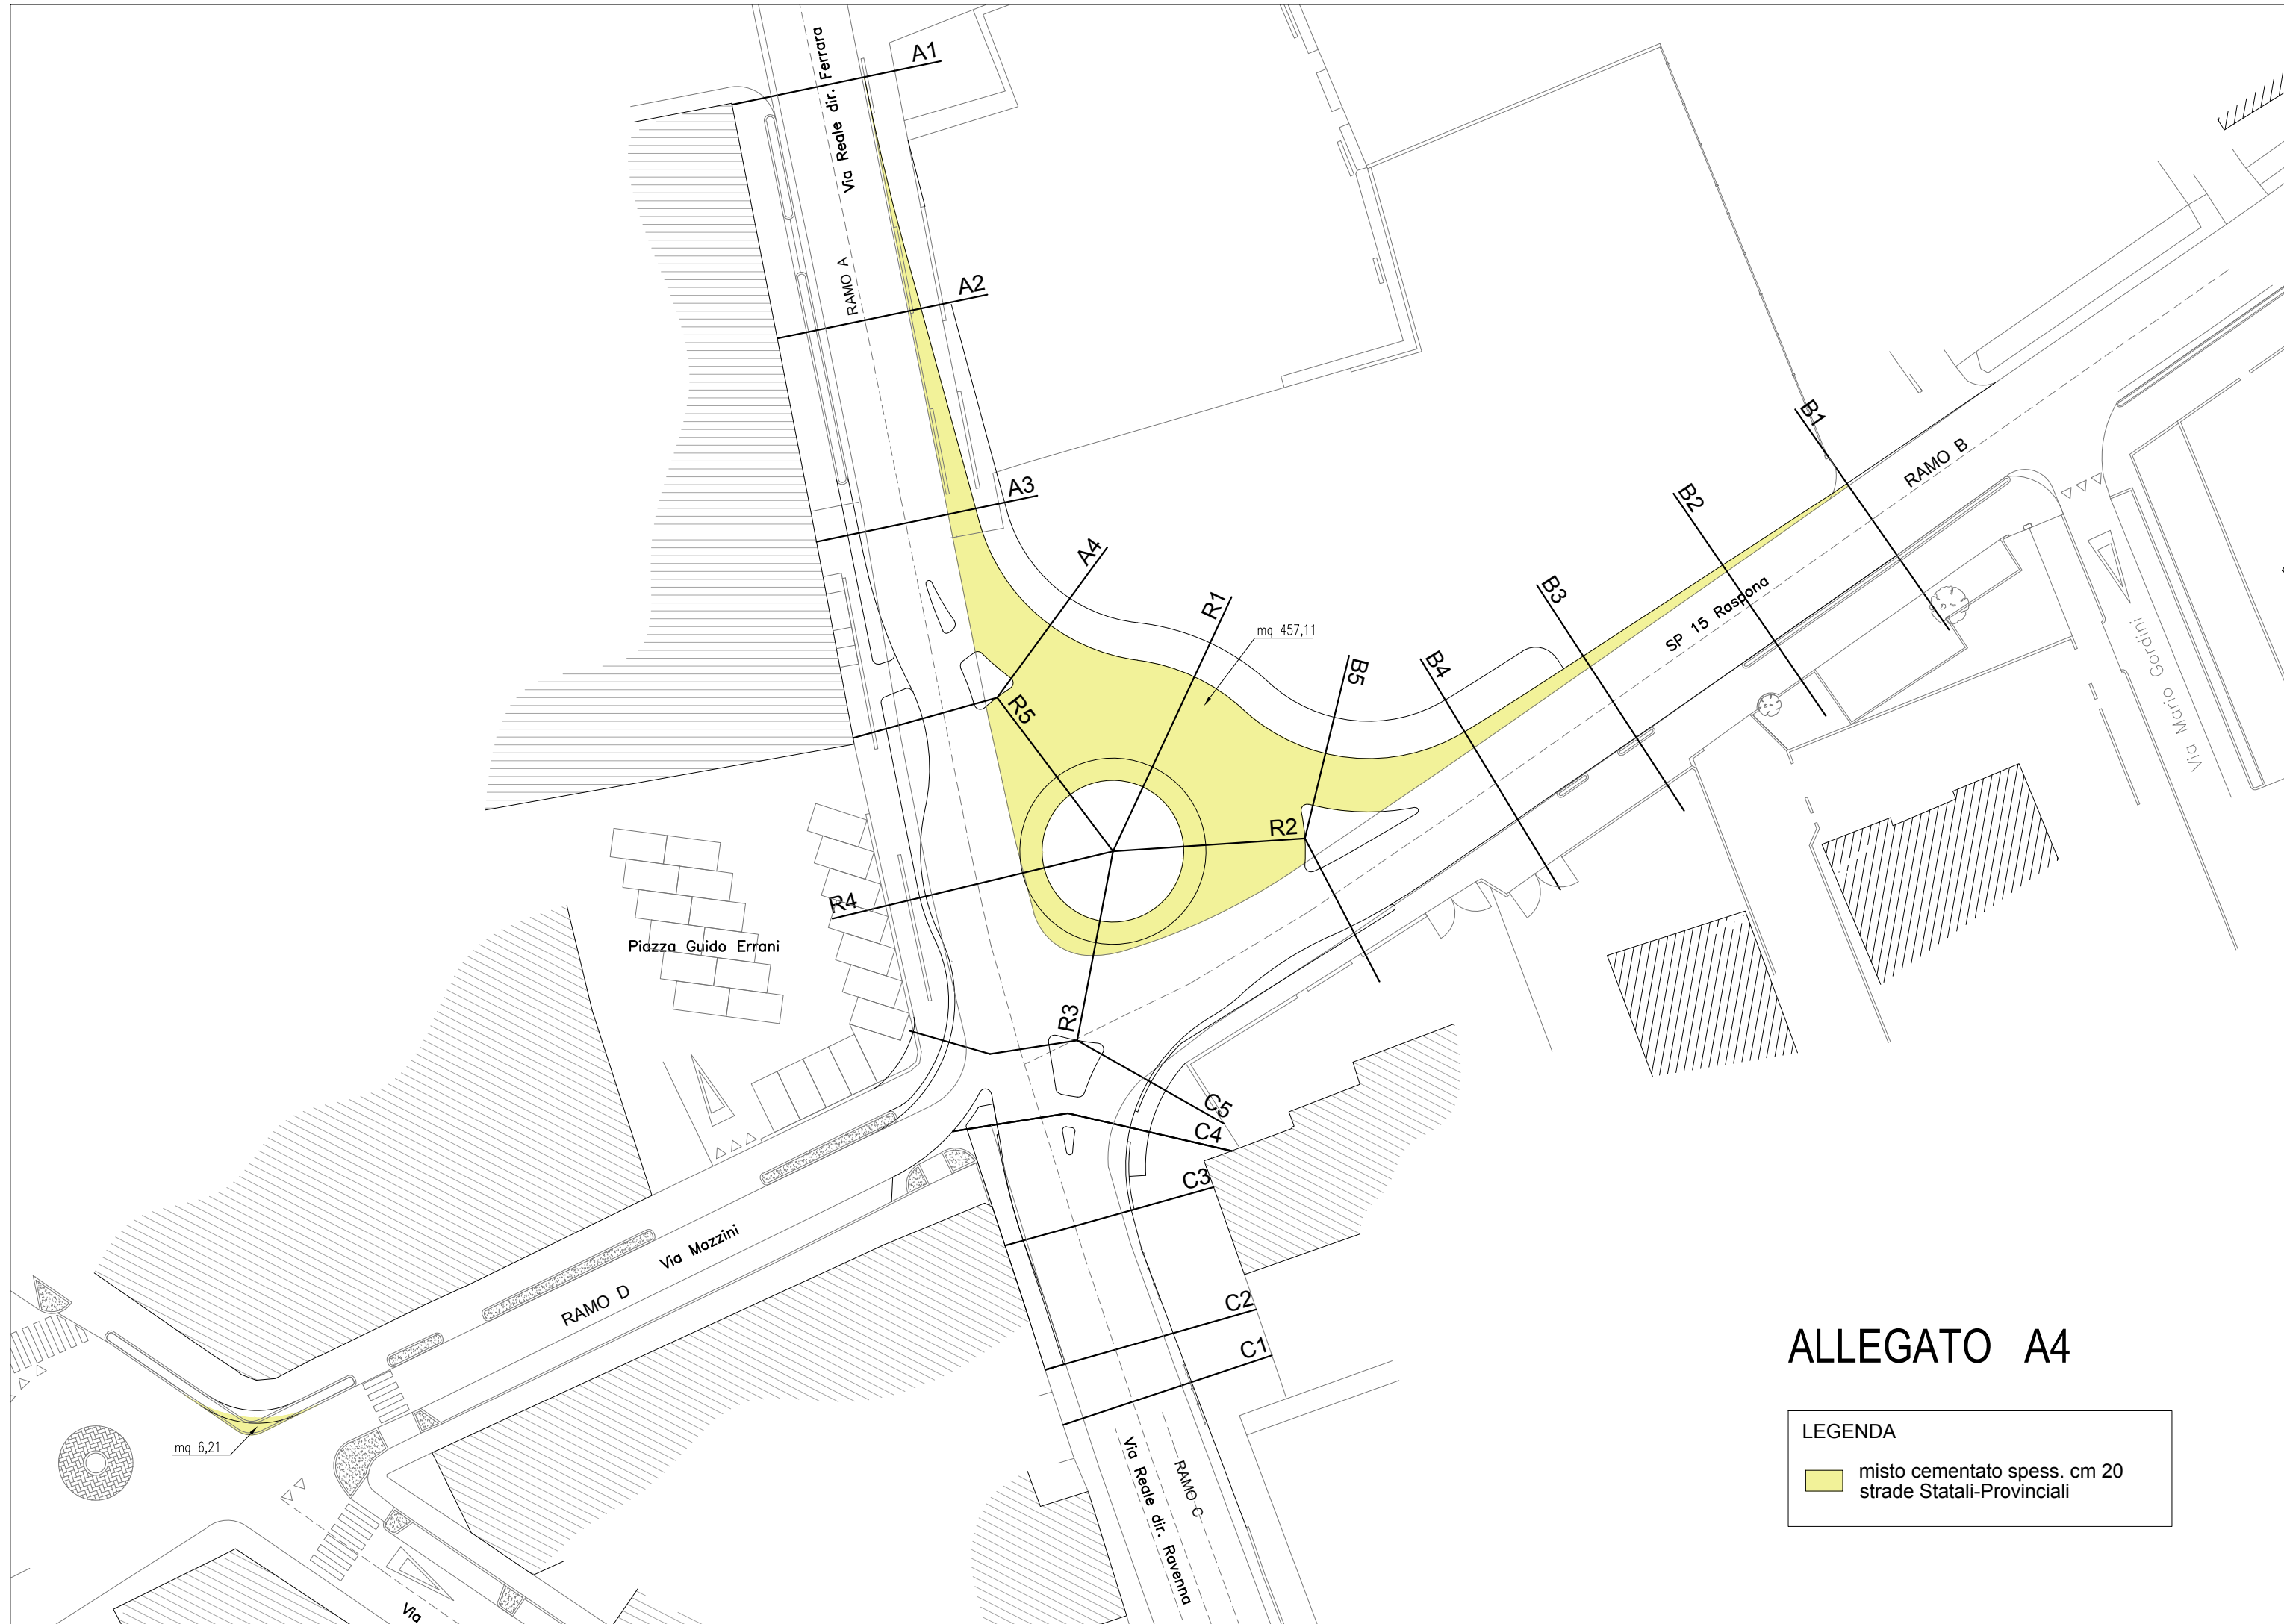 A1
Via Reale dir. Ferrara
RAMO A
A2
A3
A4
R1
mq 457,11
B5
B4
B3
B2
B1
RAMO B
SP 15 Raspona
Via Mario Gordini
R5
R2
R4
R3
Piazza Guido Errani
C5
C4
C3
C2
C1
Via Mazzini
RAMO D
mq 6,21
Via Reale dir. Ravenna
RAMO C
Via
ALLEGATO A4
LEGENDA
misto cementato spess. cm 20
strade Statali-Provinciali